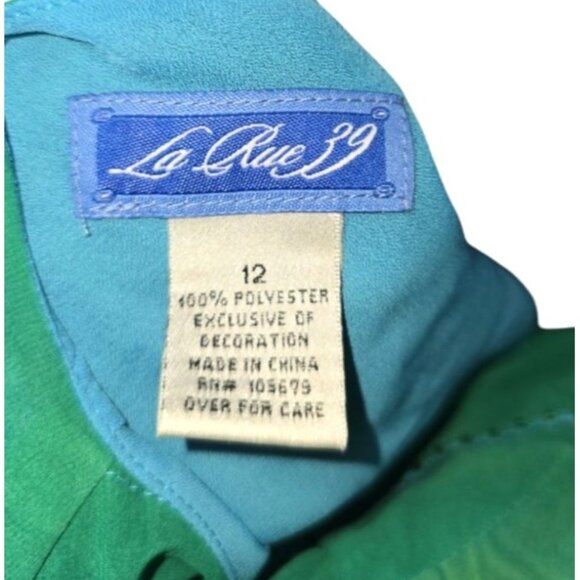 La Rue 39
12
100% POLYESTER
EXCLUSIVE OF
DECORATION
MADE IN CHINA
RN# 105679
OVER FOR CARE